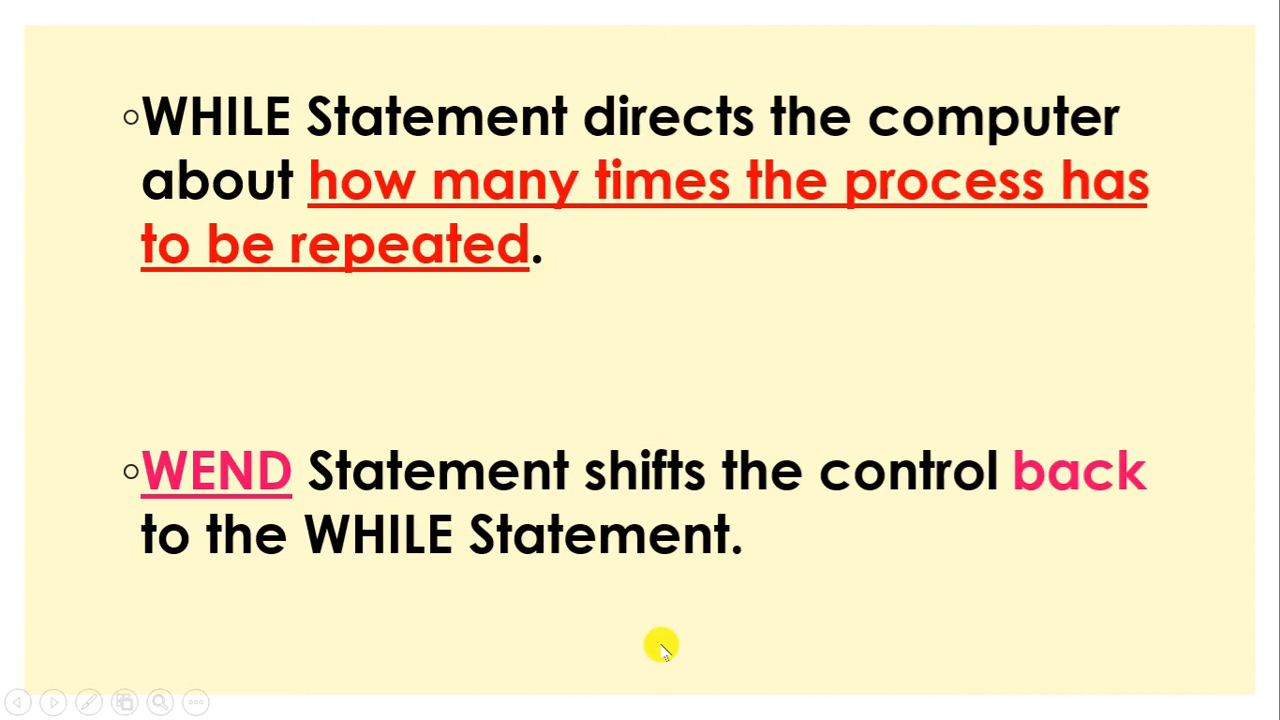 ◦WHILE Statement directs the computer
about how many times the process has
to be repeated.
◦WEND Statement shifts the control back
to the WHILE Statement.